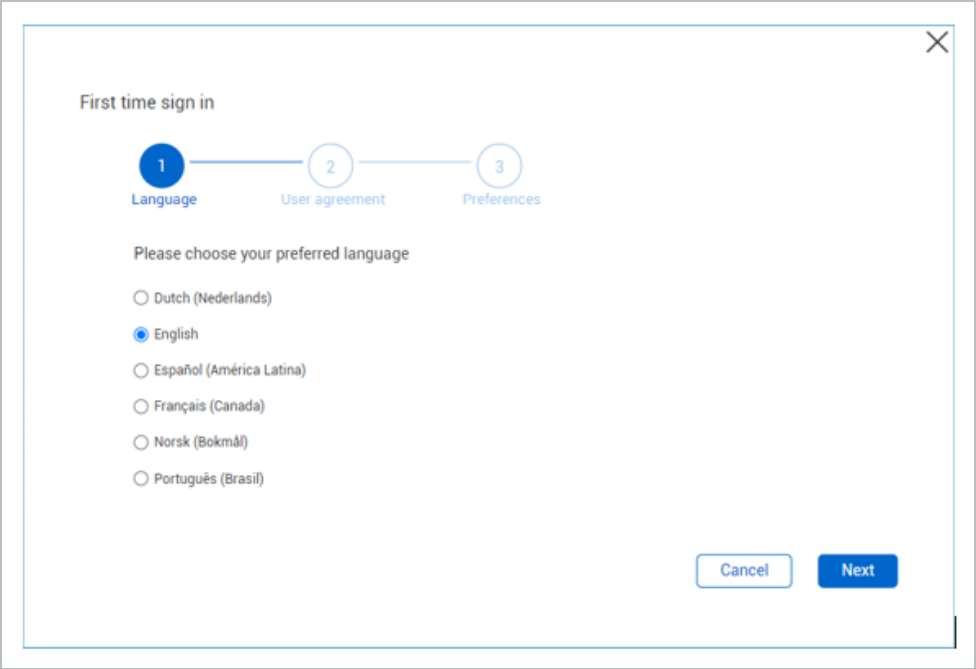 First time sign in
1 2 3
Language User agreement Preferences
Please choose your preferred language
Dutch (Nederlands)
English
Español (América Latina)
Français (Canada)
Norsk (Bokmål)
Português (Brasil)
Cancel Next